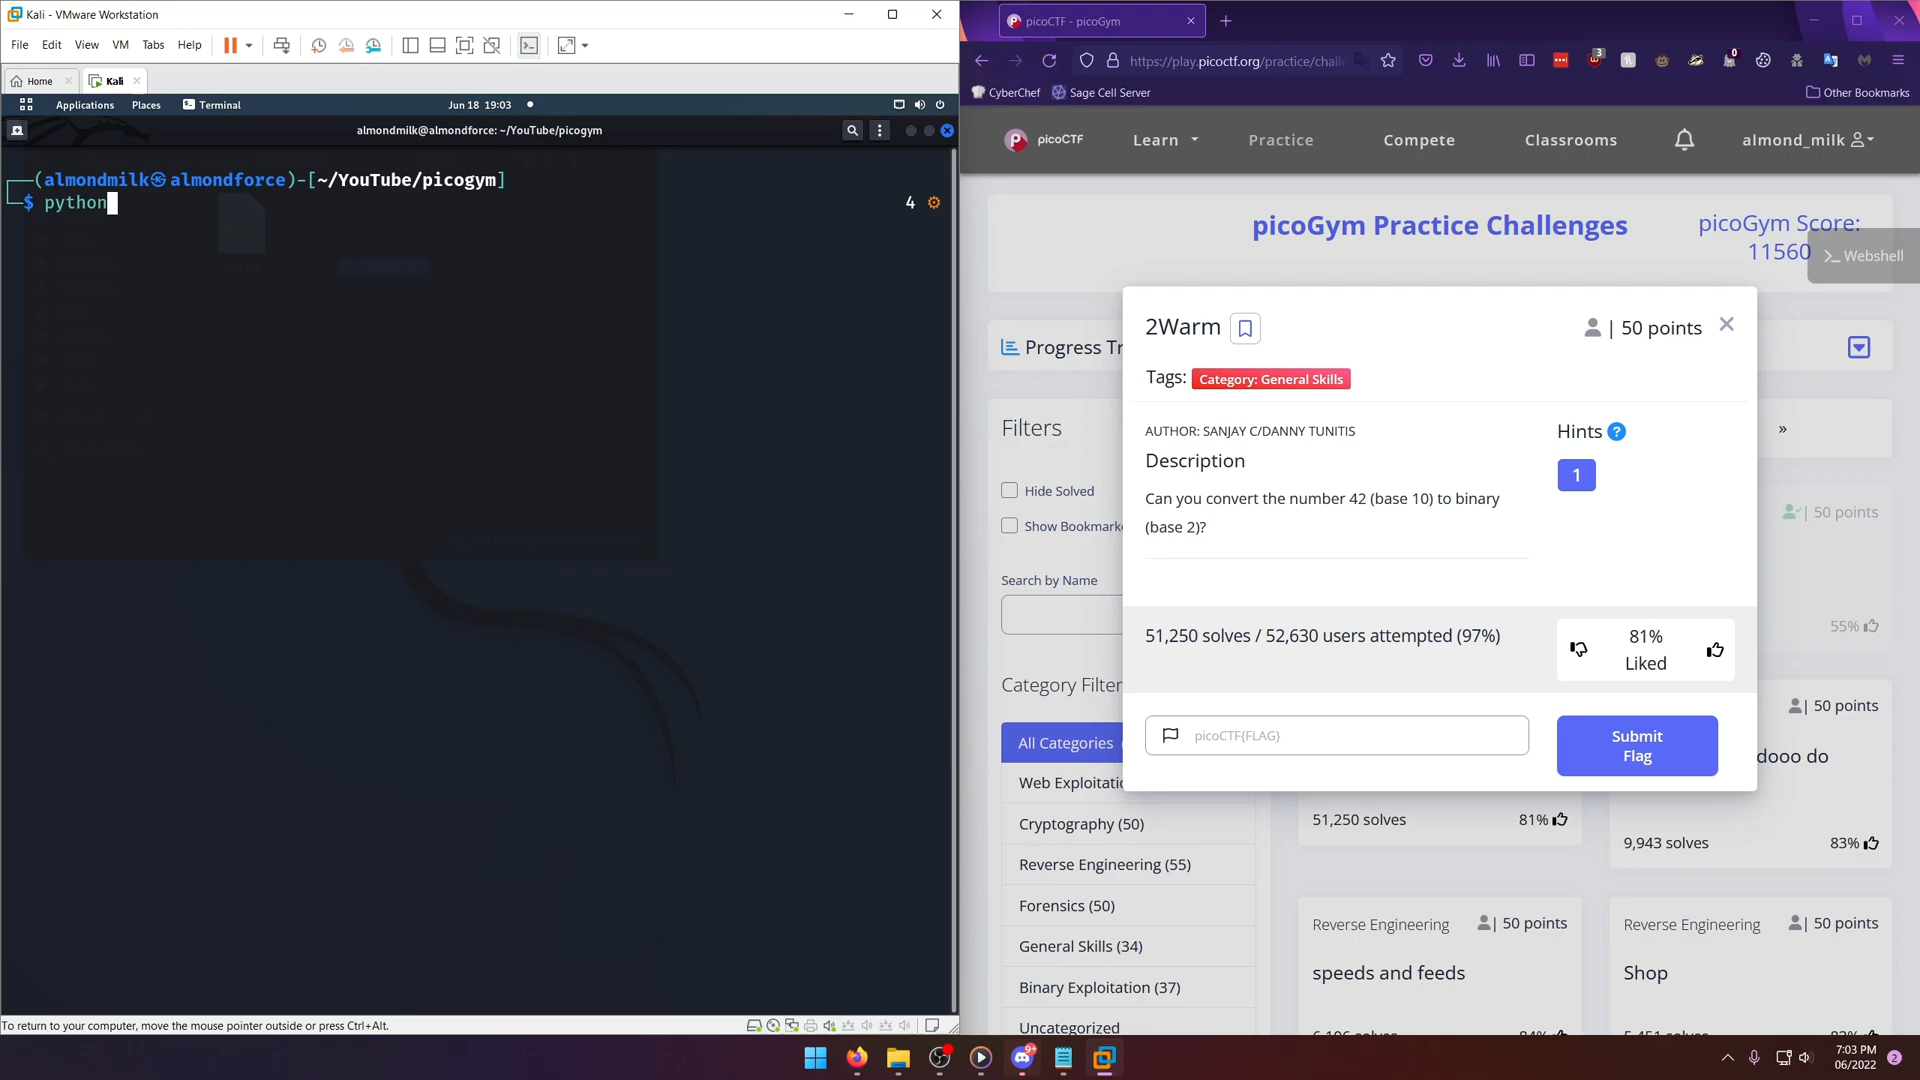 Kali - VMware Workstation
File Edit View VM Tabs Help
Home
Kali
Applications Places Terminal
Jun 18 19:03
almondmilk@almondforce: ~/YouTube/picogym
┌──(almondmilk㉿almondforce)-[~/YouTube/picogym]
└─$ python
4
To return to your computer, move the mouse pointer outside or press Ctrl+Alt.
picoCTF - picoGym
https://play.picoctf.org/practice/chall
3
0
CyberChef Sage Cell Server
Other Bookmarks
picoCTF
Learn Practice Compete Classrooms
almond_milk
picoGym Practice Challenges
picoGym Score:
11560
Webshell
Progress Tr
Filters
Hide Solved
Show Bookmark
Search by Name
Category Filter
All Categories
Web Exploitatio
Cryptography (50)
Reverse Engineering (55)
Forensics (50)
General Skills (34)
Binary Exploitation (37)
Uncategorized
2Warm
| 50 points
Tags: Category: General Skills
AUTHOR: SANJAY C/DANNY TUNITIS
Description
Can you convert the number 42 (base 10) to binary
(base 2)?
Hints ?
1
51,250 solves / 52,630 users attempted (97%)
81%
Liked
picoCTF{FLAG}
Submit
Flag
»
| 50 points
55%
| 50 points
dooo do
51,250 solves 81%
9,943 solves
83%
Reverse Engineering | 50 points
speeds and feeds
Reverse Engineering | 50 points
Shop
9+
7:03 PM
06/2022
2